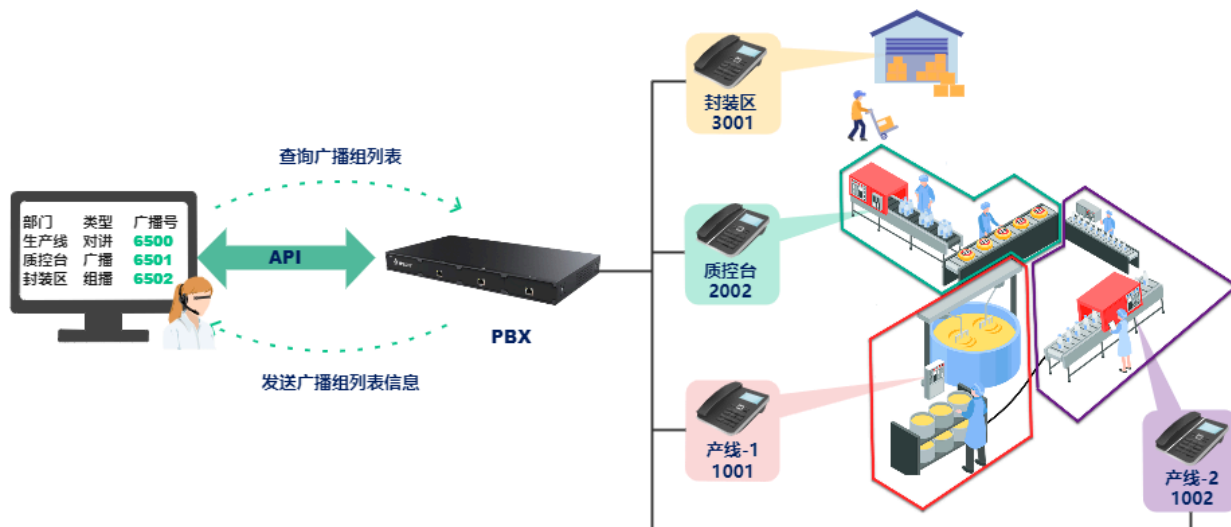 查询广播组列表
部门 类型 广播号
生产线 对讲 6500
质控台 广播 6501
封装区 组播 6502
API
PBX
发送广播组列表信息
封装区
3001
质控台
2002
产线-1
1001
产线-2
1002